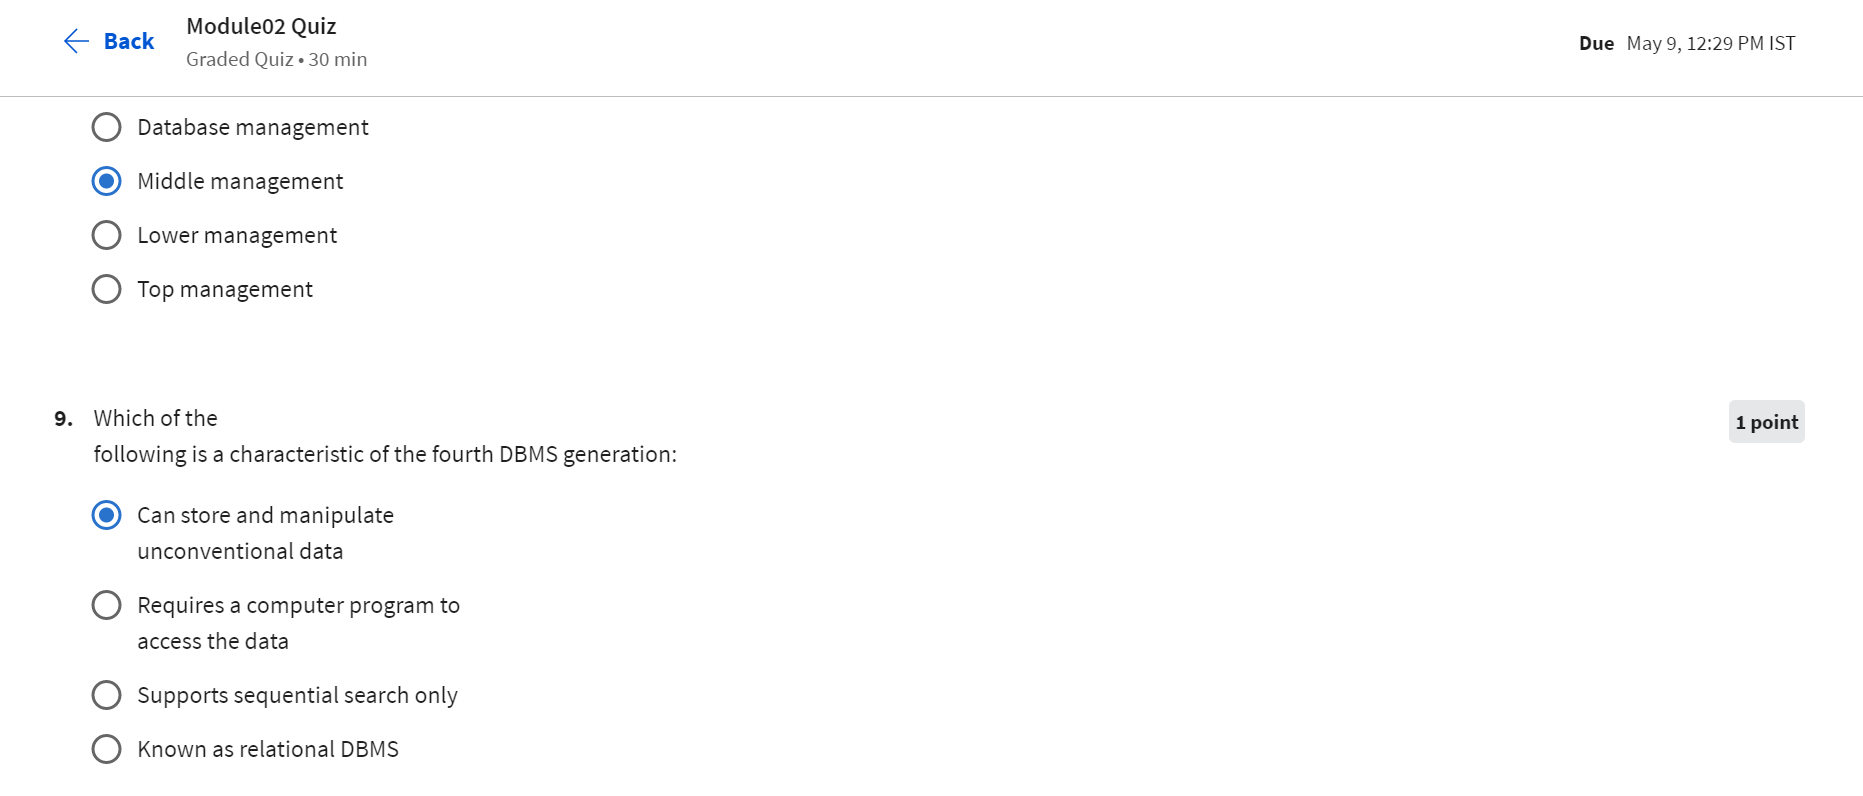 Back
Module02 Quiz
Graded Quiz • 30 min
Due May 9, 12:29 PM IST
Database management
Middle management
Lower management
Top management
9. Which of the
following is a characteristic of the fourth DBMS generation:
1 point
Can store and manipulate
unconventional data
Requires a computer program to
access the data
Supports sequential search only
Known as relational DBMS